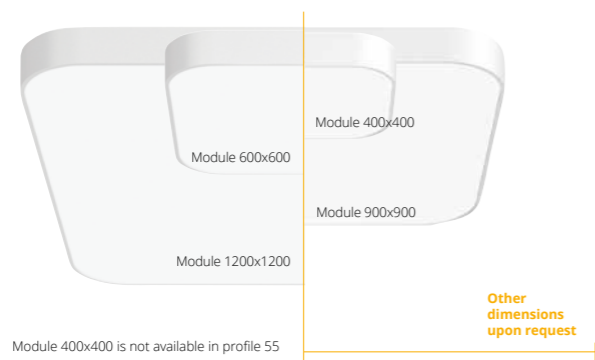 Module 400x400
Module 600x600
Module 900x900
Module 1200x1200
Other
dimensions
upon request
Module 400x400 is not available in profile 55